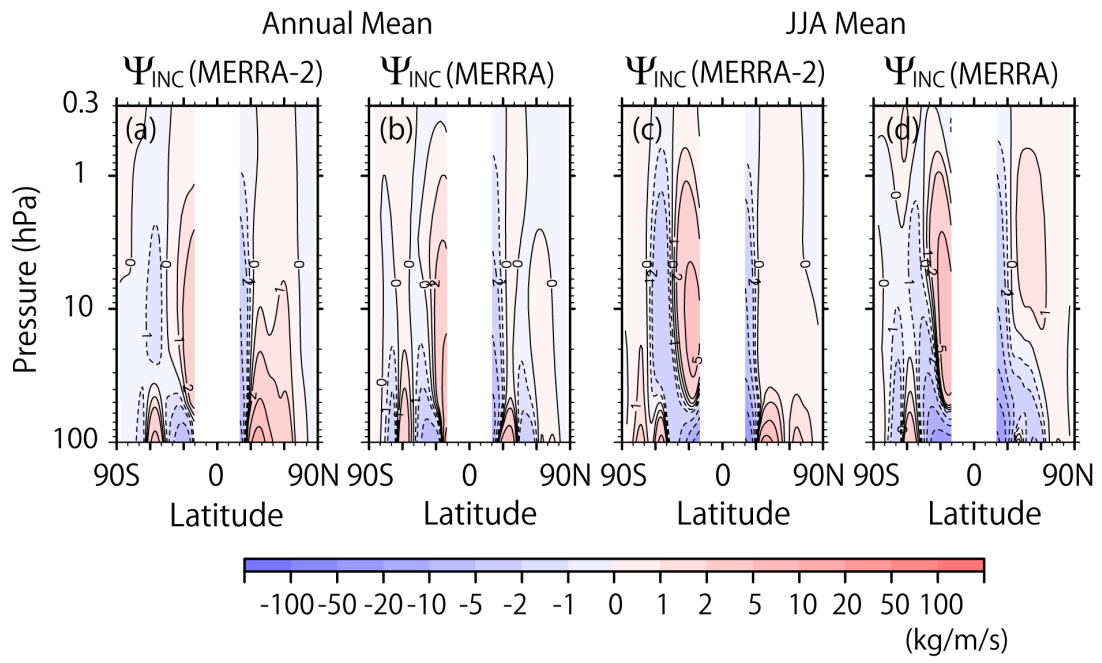 Annual Mean JJA Mean
Ψ_INC (MERRA-2) Ψ_INC (MERRA) Ψ_INC (MERRA-2) Ψ_INC (MERRA)
0.3 (a) (b) (c) (d)
1
10
100
Pressure (hPa)
90S 0 90N 90S 0 90N 90S 0 90N 90S 0 90N
Latitude Latitude Latitude Latitude
-100 -50 -20 -10 -5 -2 -1 0 1 2 5 10 20 50 100
(kg/m/s)